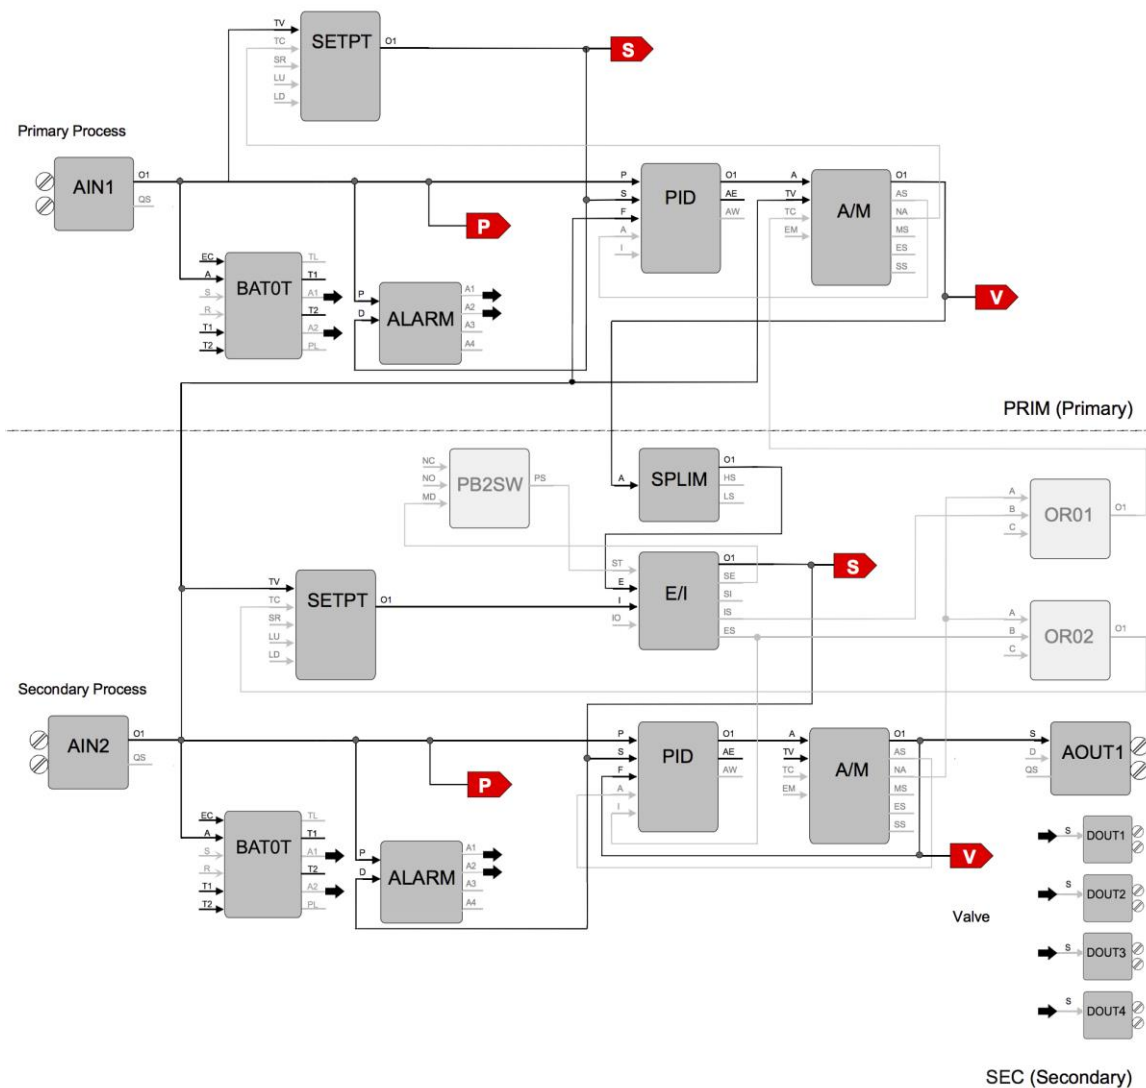 TV
TC
SR
LU
LD
SETPT
O1
S
Primary Process
AIN1
O1
QS
P
S
F
A
I
PID
O1
AE
AW
A
TV
TC
EM
A/M
O1
AS
NA
MS
ES
SS
P
EC
A
S
R
T1
T2
BAT0T
TL
T1
A1
T2
A2
PL
P
D
ALARM
A1
A2
A3
A4
V
PRIM (Primary)
NC
NO
MD
PB2SW
PS
A
SPLIM
O1
HS
LS
A
B
C
OR01
O1
TV
TC
SR
LU
LD
SETPT
O1
ST
E
I
IO
E/I
O1
SE
SI
IS
ES
S
A
B
C
OR02
O1
Secondary Process
AIN2
O1
QS
P
S
F
A
I
PID
O1
AE
AW
A
TV
TC
EM
A/M
O1
AS
NA
MS
ES
SS
S
D
QS
AOUT1
P
EC
A
S
R
T1
T2
BAT0T
TL
T1
A1
T2
A2
PL
P
D
ALARM
A1
A2
A3
A4
V
Valve
S
DOUT1
S
DOUT2
S
DOUT3
S
DOUT4
SEC (Secondary)